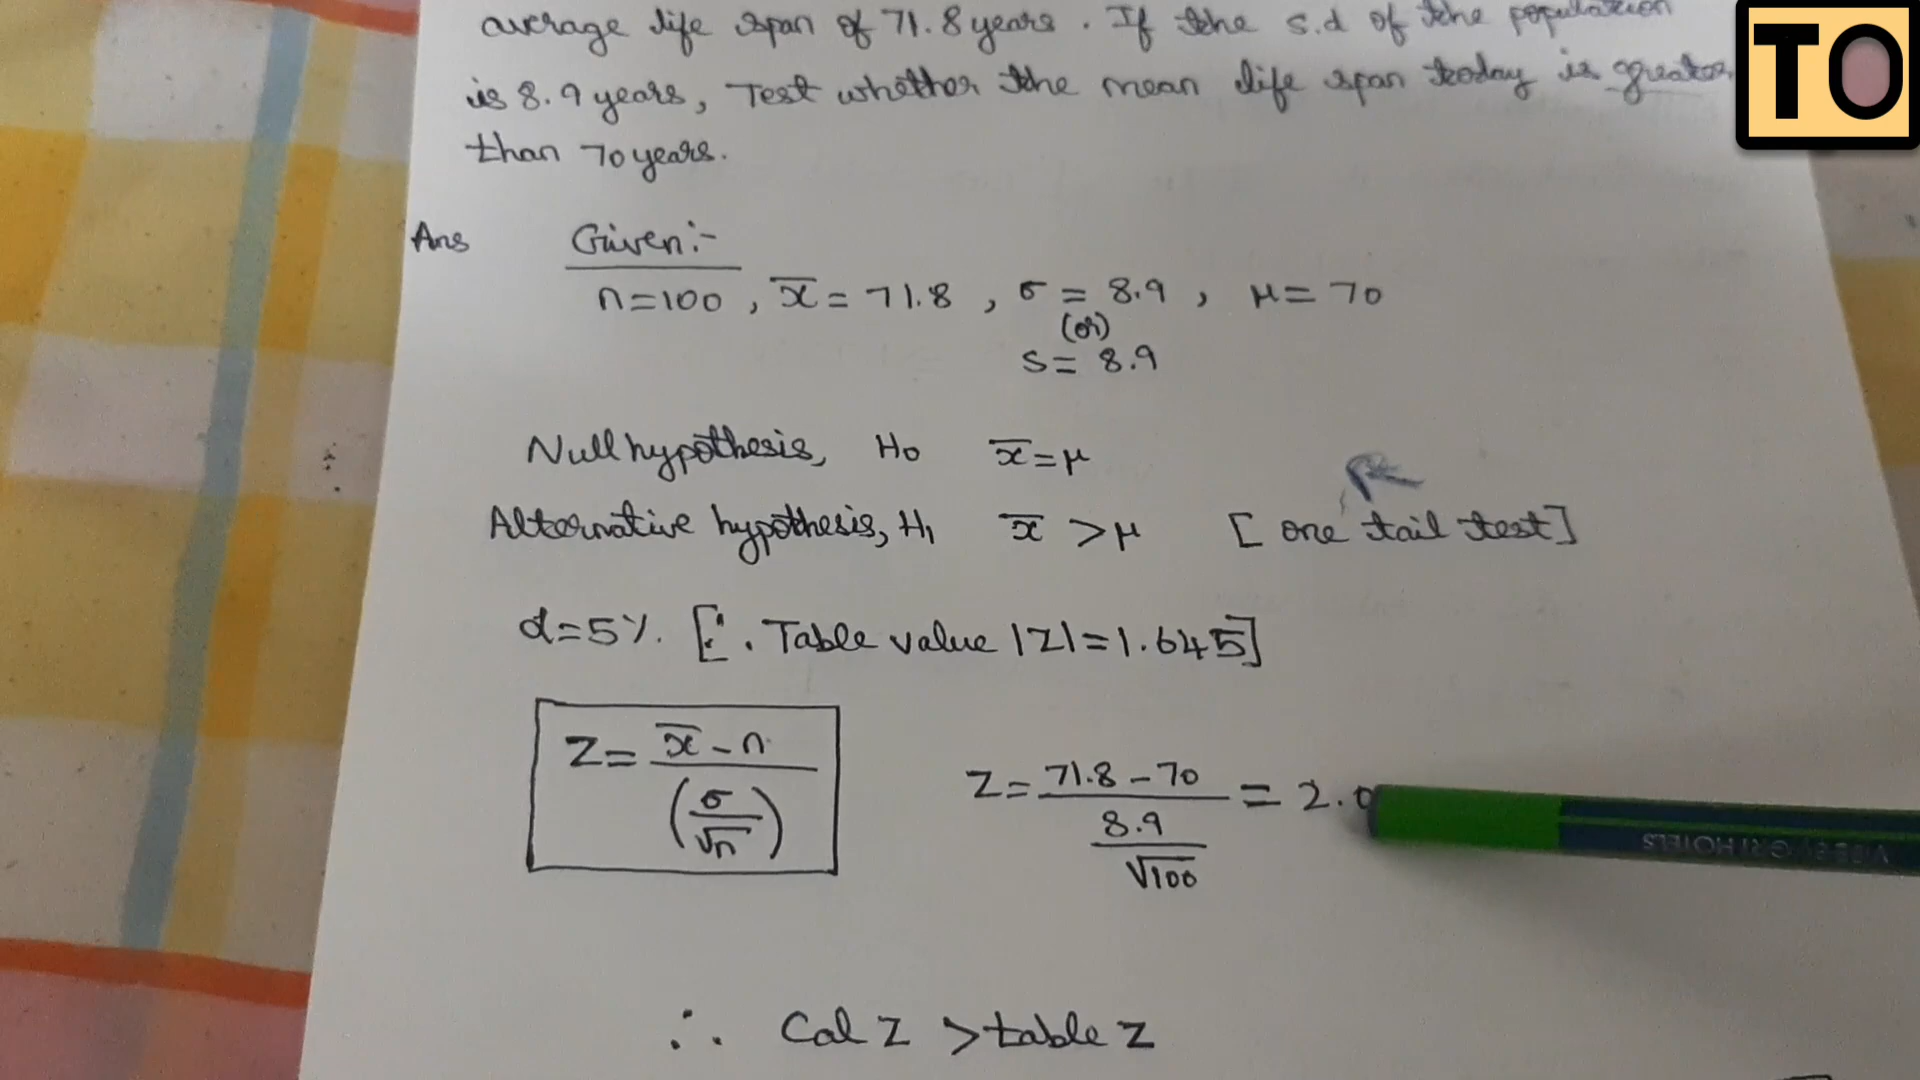 average life span of 71.8 years. If the s.d of the population
is 8.9 years, Test whether the mean life span today is greater
than 70 years.
TO
Ans Given:-
n=100, x̄ = 71.8, σ = 8.9, μ = 70
(or)
s = 8.9
Null hypothesis, H₀ x̄ = μ
Alternative hypothesis, H₁ x̄ > μ [one tail test]
α=5%. [∴ Table value |Z|=1.645]
Z = x̄ - n / (σ/√n)
Z = 71.8 - 70 / (8.9/√100) = 2.0
∴ Cal Z > table Z